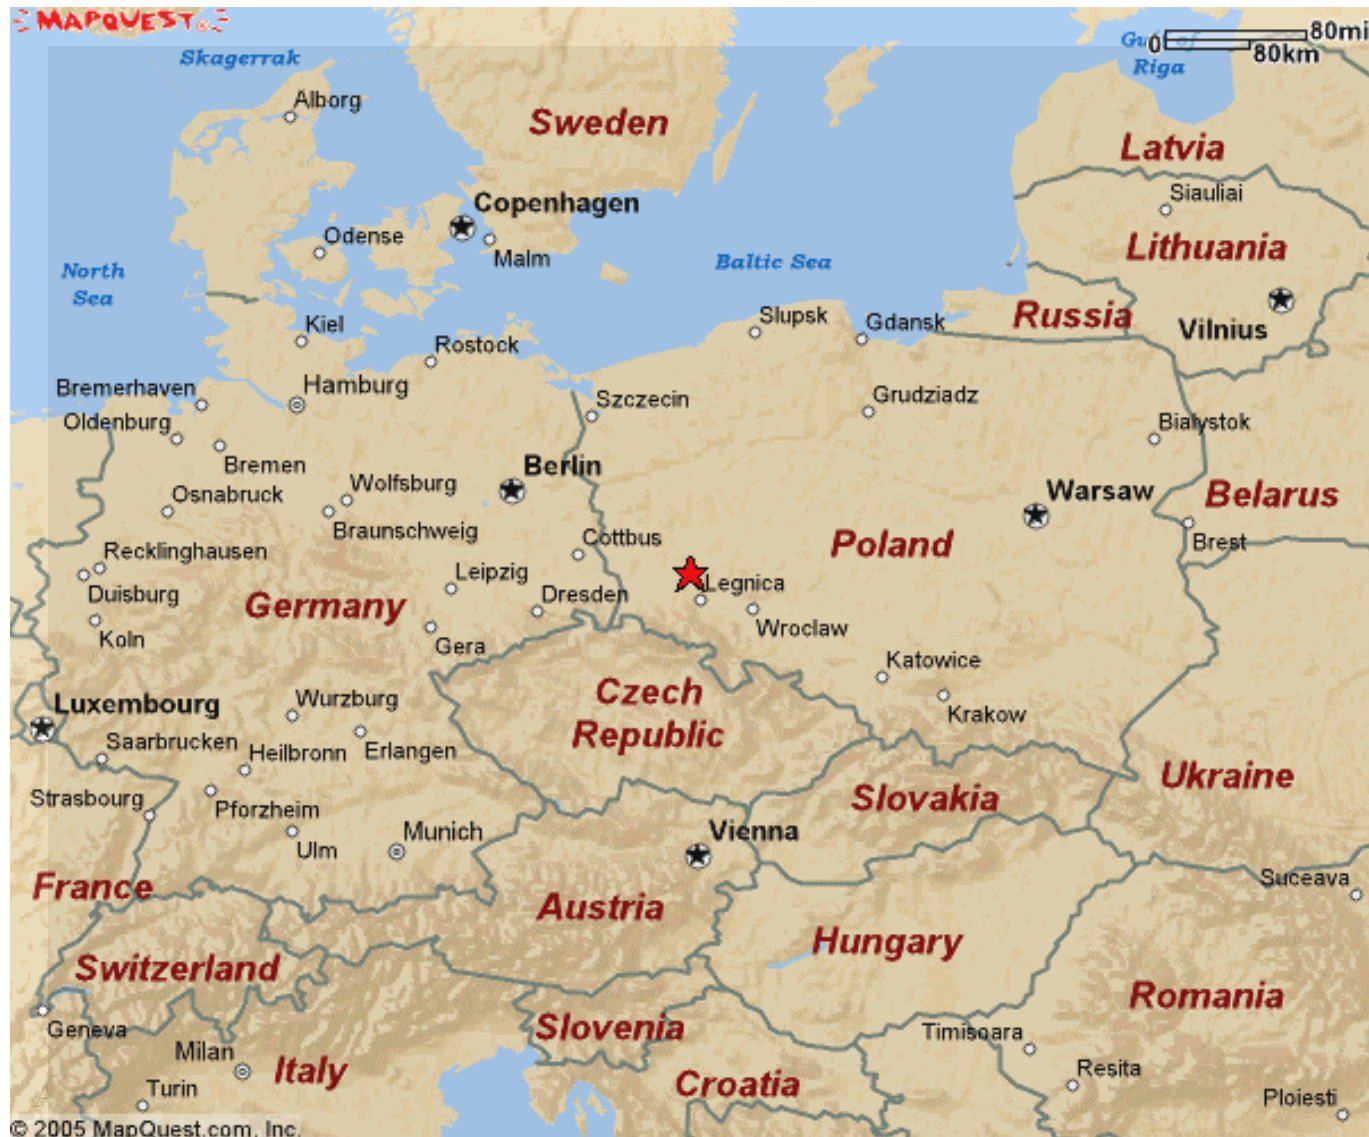 MAPQUEST
80mi
0
80km
Skagerrak
Gulf of
Riga
Alborg
Sweden
Latvia
Siauliai
Copenhagen
Odense
Malm
Lithuania
North
Sea
Baltic Sea
Vilnius
Kiel
Slupsk
Gdansk
Russia
Rostock
Bremerhaven
Hamburg
Szczecin
Grudziadz
Oldenburg
Bialystok
Bremen
Berlin
Osnabruck
Wolfsburg
Warsaw
Belarus
Braunschweig
Cottbus
Poland
Brest
Recklinghausen
Leipzig
Legnica
Duisburg
Germany
Dresden
Koln
Gera
Wroclaw
Katowice
Czech
Republic
Krakow
Luxembourg
Wurzburg
Saarbrucken
Heilbronn
Erlangen
Ukraine
Strasbourg
Pforzheim
Slovakia
Munich
Vienna
Ulm
France
Suceava
Austria
Hungary
Switzerland
Romania
Geneva
Slovenia
Timisoara
Milan
Italy
Resita
Turin
Croatia
Ploiesti
© 2005 MapQuest.com, Inc.